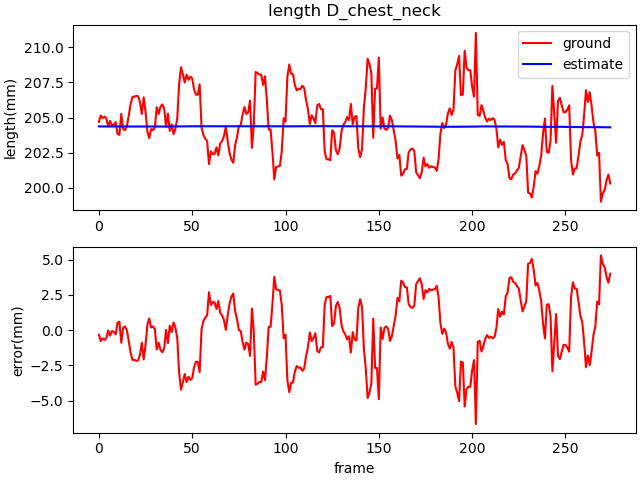 length D_chest_neck
length(mm)
210.0
207.5
205.0
202.5
200.0
ground
estimate
0 50 100 150 200 250
error(mm)
5.0
2.5
0.0
−2.5
−5.0
0 50 100 150 200 250
frame